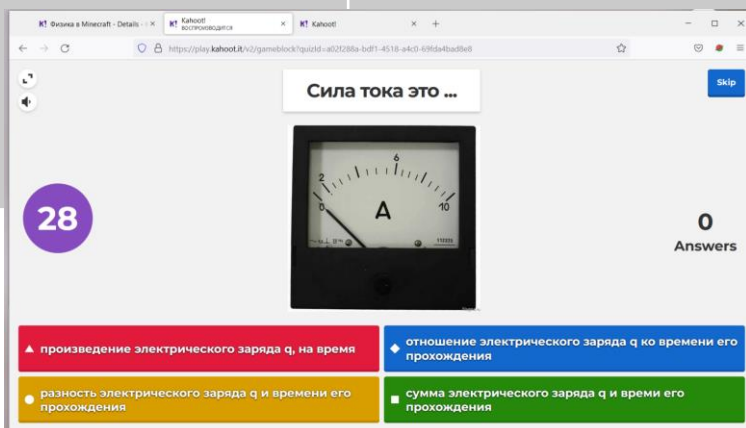 Физика в Minecraft - Details -
Kahoot!
ВОСПРОИЗВОДИТСЯ
Kahoot!
https://play.kahoot.it/v2/gameblock?quizId=a02f288a-bdf1-4518-a4c0-69fda4bad8e8
Сила тока это ...
Skip
28
0
2
6
10
A
0
Answers
произведение электрического заряда q, на время
отношение электрического заряда q ко времени его
прохождения
разность электрического заряда q и времени его
прохождения
сумма электрического заряда q и времи его
прохождения